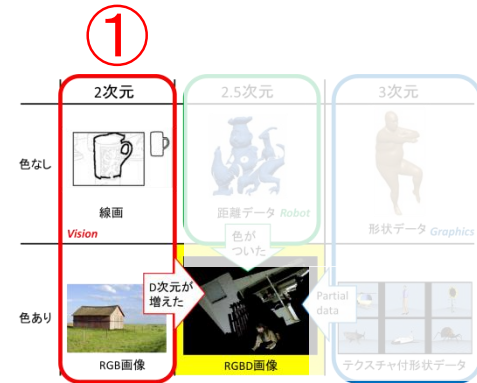 ①
2次元
2.5次元
3次元
色なし
線画
Vision
距離データ Robot
形状データ Graphics
色が
ついた
D次元が
増えた
Partial
data
色あり
RGB画像
RGBD画像
テクスチャ付形状データ